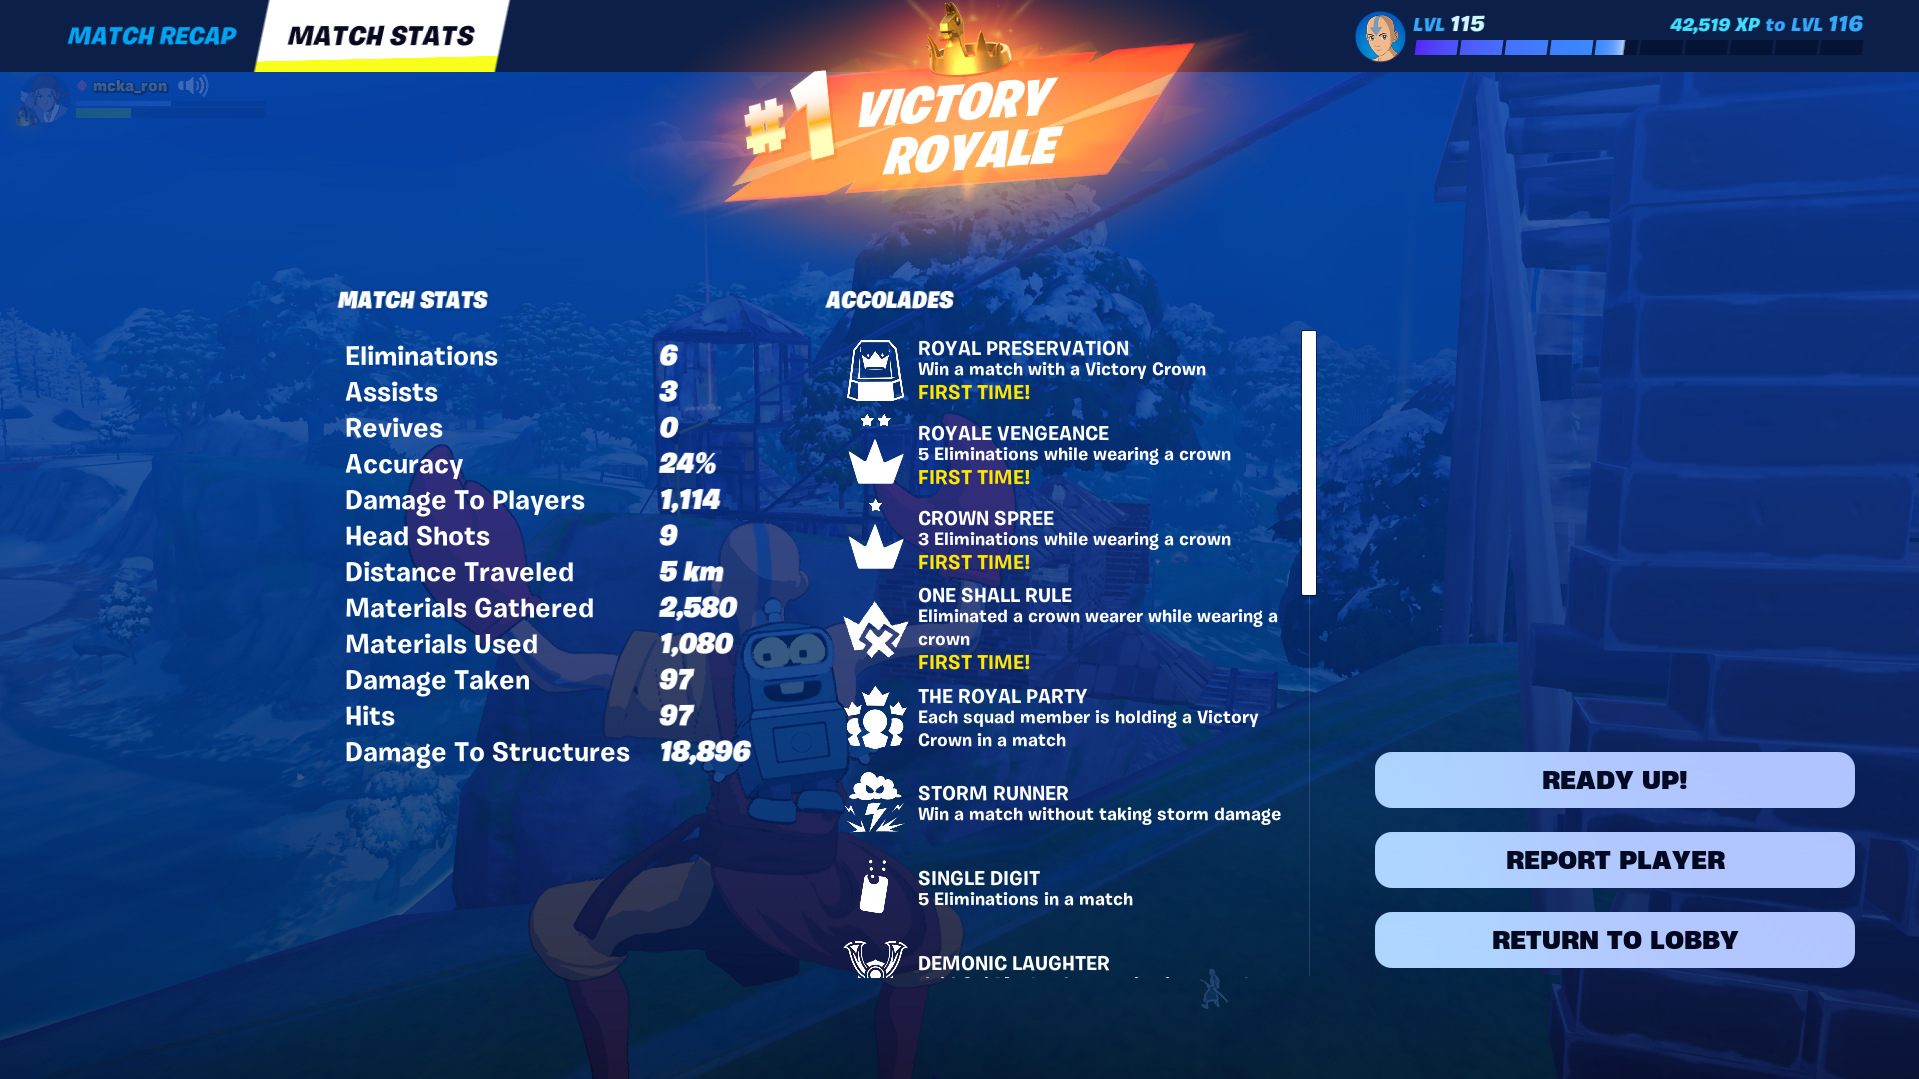 MATCH RECAP
MATCH STATS
LVL 115
42,519 XP to LVL 116
mcka_ron
#1 VICTORY
ROYALE
MATCH STATS
Eliminations 6
Assists 3
Revives 0
Accuracy 24%
Damage To Players 1,114
Head Shots 9
Distance Traveled 5 km
Materials Gathered 2,580
Materials Used 1,080
Damage Taken 97
Hits 97
Damage To Structures 18,896
ACCOLADES
ROYAL PRESERVATION
Win a match with a Victory Crown
FIRST TIME!
ROYALE VENGEANCE
5 Eliminations while wearing a crown
FIRST TIME!
CROWN SPREE
3 Eliminations while wearing a crown
FIRST TIME!
ONE SHALL RULE
Eliminated a crown wearer while wearing a
crown
FIRST TIME!
THE ROYAL PARTY
Each squad member is holding a Victory
Crown in a match
STORM RUNNER
Win a match without taking storm damage
SINGLE DIGIT
5 Eliminations in a match
DEMONIC LAUGHTER
READY UP!
REPORT PLAYER
RETURN TO LOBBY